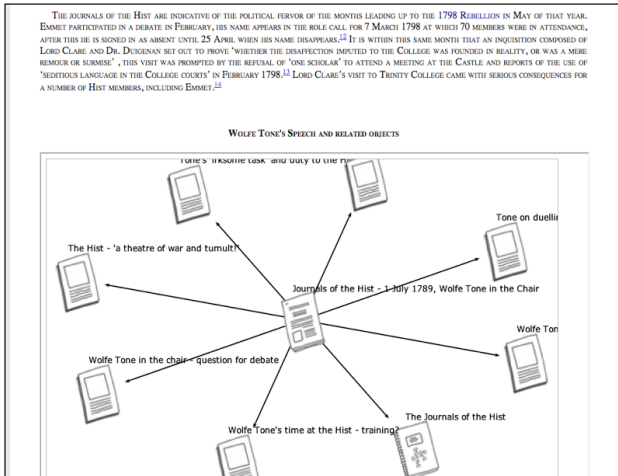 The journals of the Hist are indicative of the political fervor of the months leading up to the 1798 Rebellion in May of that year.
Emmet participated in a debate in February, his name appears in the role call for 7 March 1798 at which 70 members were in attendance,
after this he is signed in as absent until 25 April when his name disappears.12 It is within this same month that an inquisition composed of
Lord Clare and Dr. Duigenan set out to prove 'whether the disaffection imputed to the College was founded in reality, or was a mere
remour or surmise' , this visit was prompted by the refusal of 'one scholar' to attend a meeting at the Castle and reports of the use of
'seditious language in the College courts' in February 1798.13 Lord Clare's visit to Trinity College came with serious consequences for
a number of Hist members, including Emmet.14
Wolfe Tone's Speech and related objects
Tone's 'irksome task' and duty to the Hi
Tone on duellin
The Hist - 'a theatre of war and tumult!'
Journals of the Hist - 1 July 1789, Wolfe Tone in the Chair
Wolfe Ton
Wolfe Tone in the chair - question for debate
The Journals of the Hist
Wolfe Tone's time at the Hist - training?